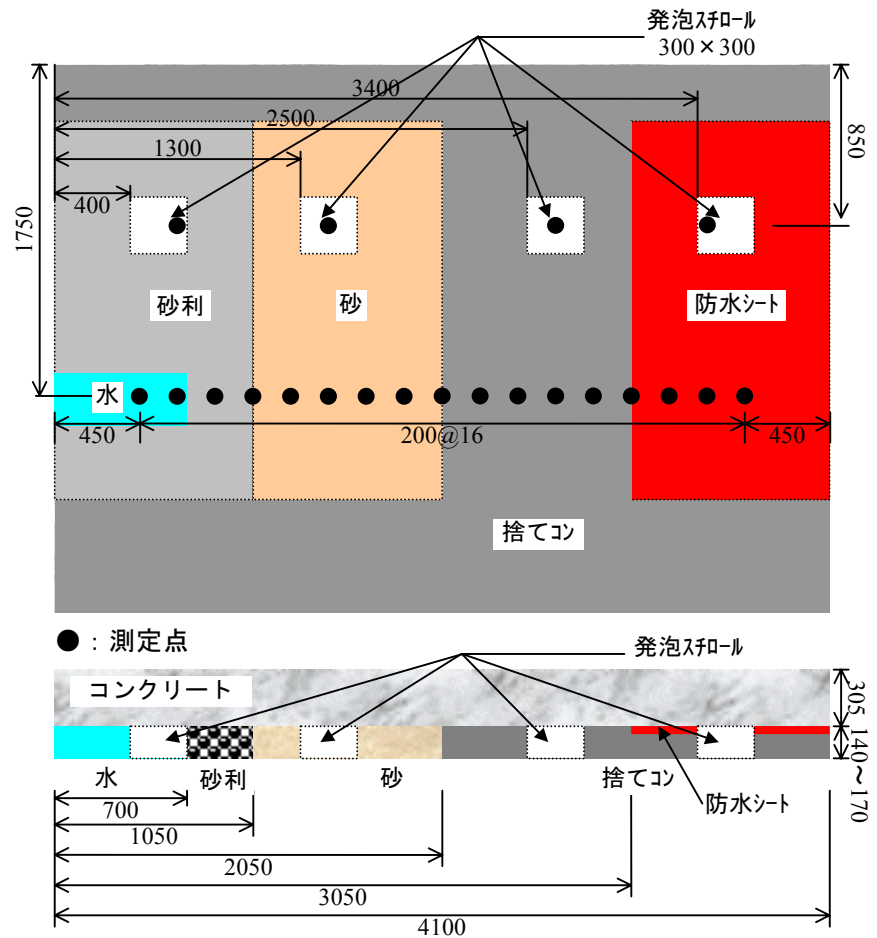 発泡ｽﾁﾛｰﾙ
300×300
3400
2500
1300
400
850
1750
砂利
砂
防水ｼｰﾄ
水
450
200@16
450
捨てｺﾝ
●：測定点
発泡ｽﾁﾛｰﾙ
コンクリート
305
140～170
水
砂利
砂
捨てｺﾝ
防水ｼｰﾄ
700
1050
2050
3050
4100